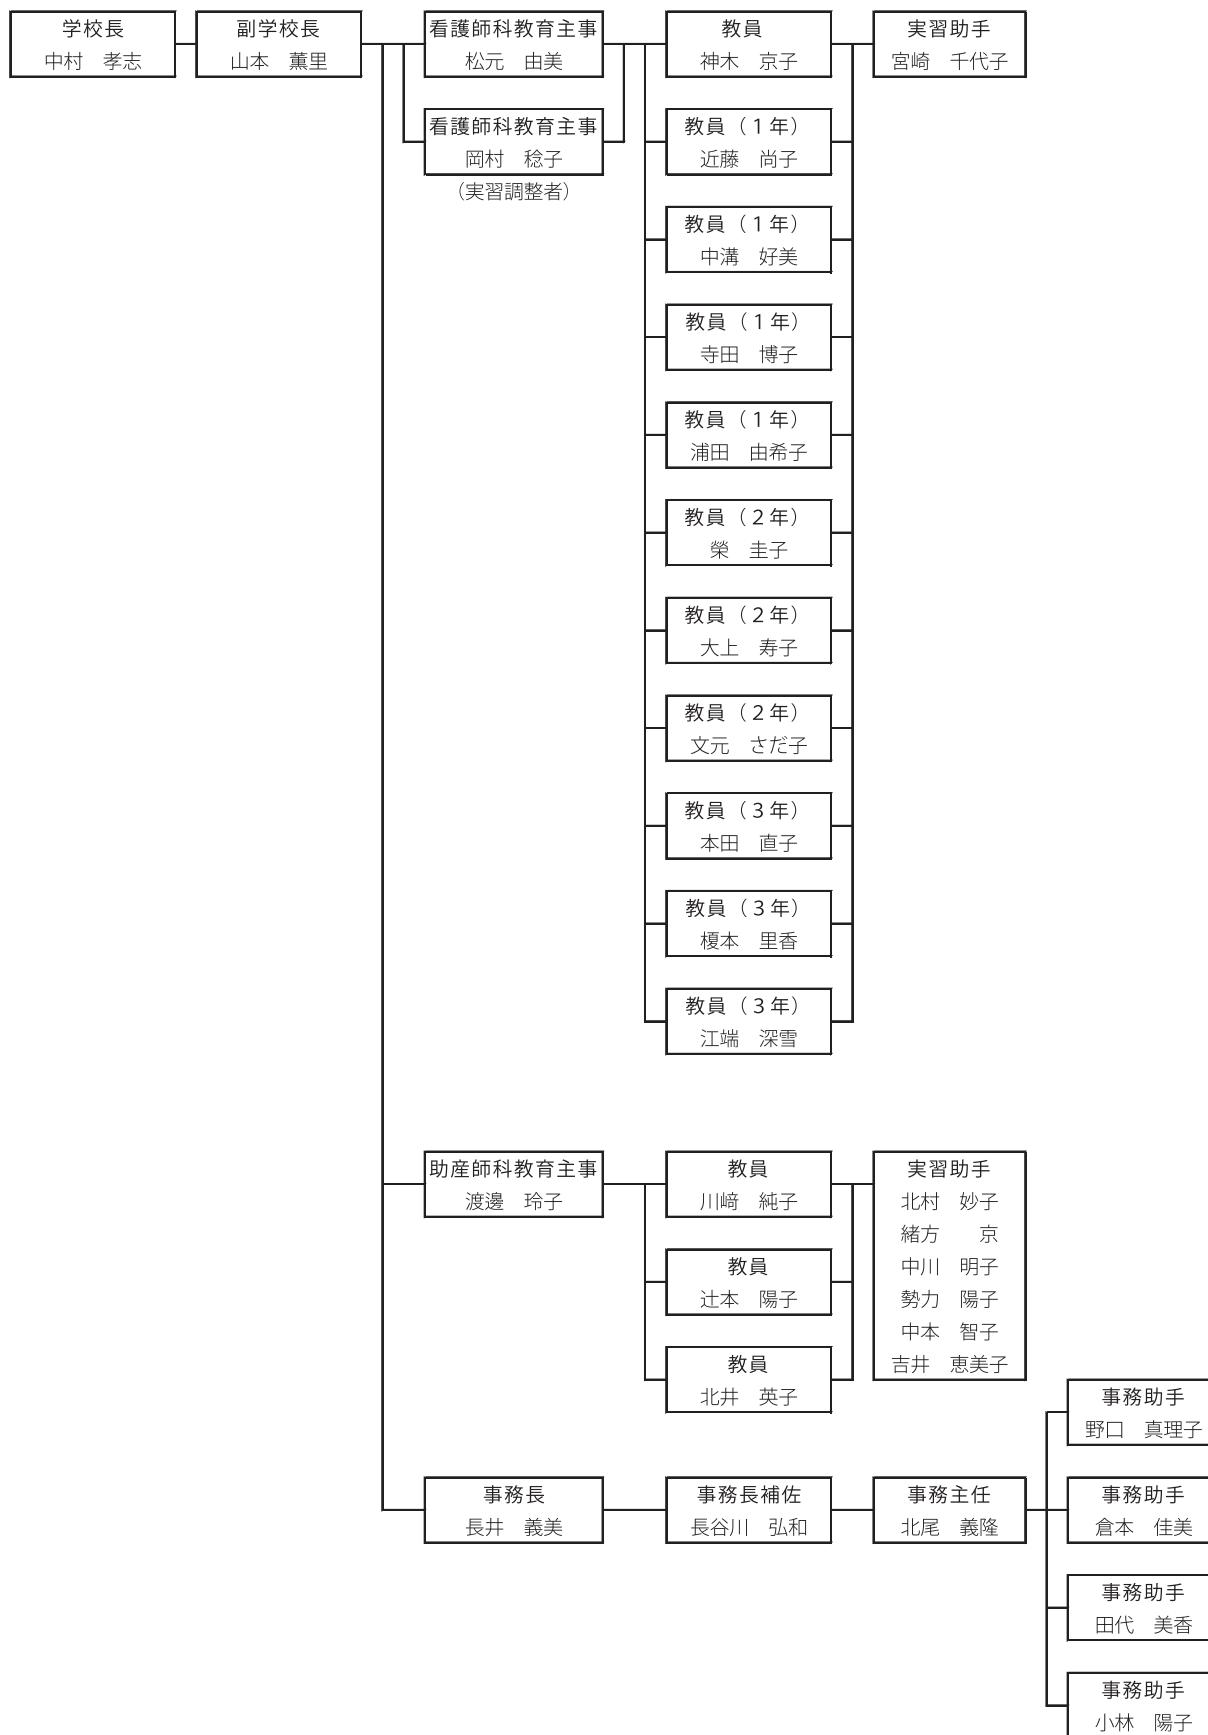 学校長
中村　孝志
副学校長
山本　薫里
看護師科教育主事
松元　由美
看護師科教育主事
岡村　稔子
（実習調整者）
教員
神木　京子
教員（１年）
近藤　尚子
教員（１年）
中溝　好美
教員（１年）
寺田　博子
教員（１年）
浦田　由希子
教員（２年）
榮　圭子
教員（２年）
大上　寿子
教員（２年）
文元　さだ子
教員（３年）
本田　直子
教員（３年）
榎本　里香
教員（３年）
江端　深雪
実習助手
宮崎　千代子
助産師科教育主事
渡邊　玲子
教員
川﨑　純子
教員
辻本　陽子
教員
北井　英子
実習助手
北村　妙子
緒方　　京
中川　明子
勢力　陽子
中本　智子
吉井　恵美子
事務長
長井　義美
事務長補佐
長谷川　弘和
事務主任
北尾　義隆
事務助手
野口　真理子
事務助手
倉本　佳美
事務助手
田代　美香
事務助手
小林　陽子